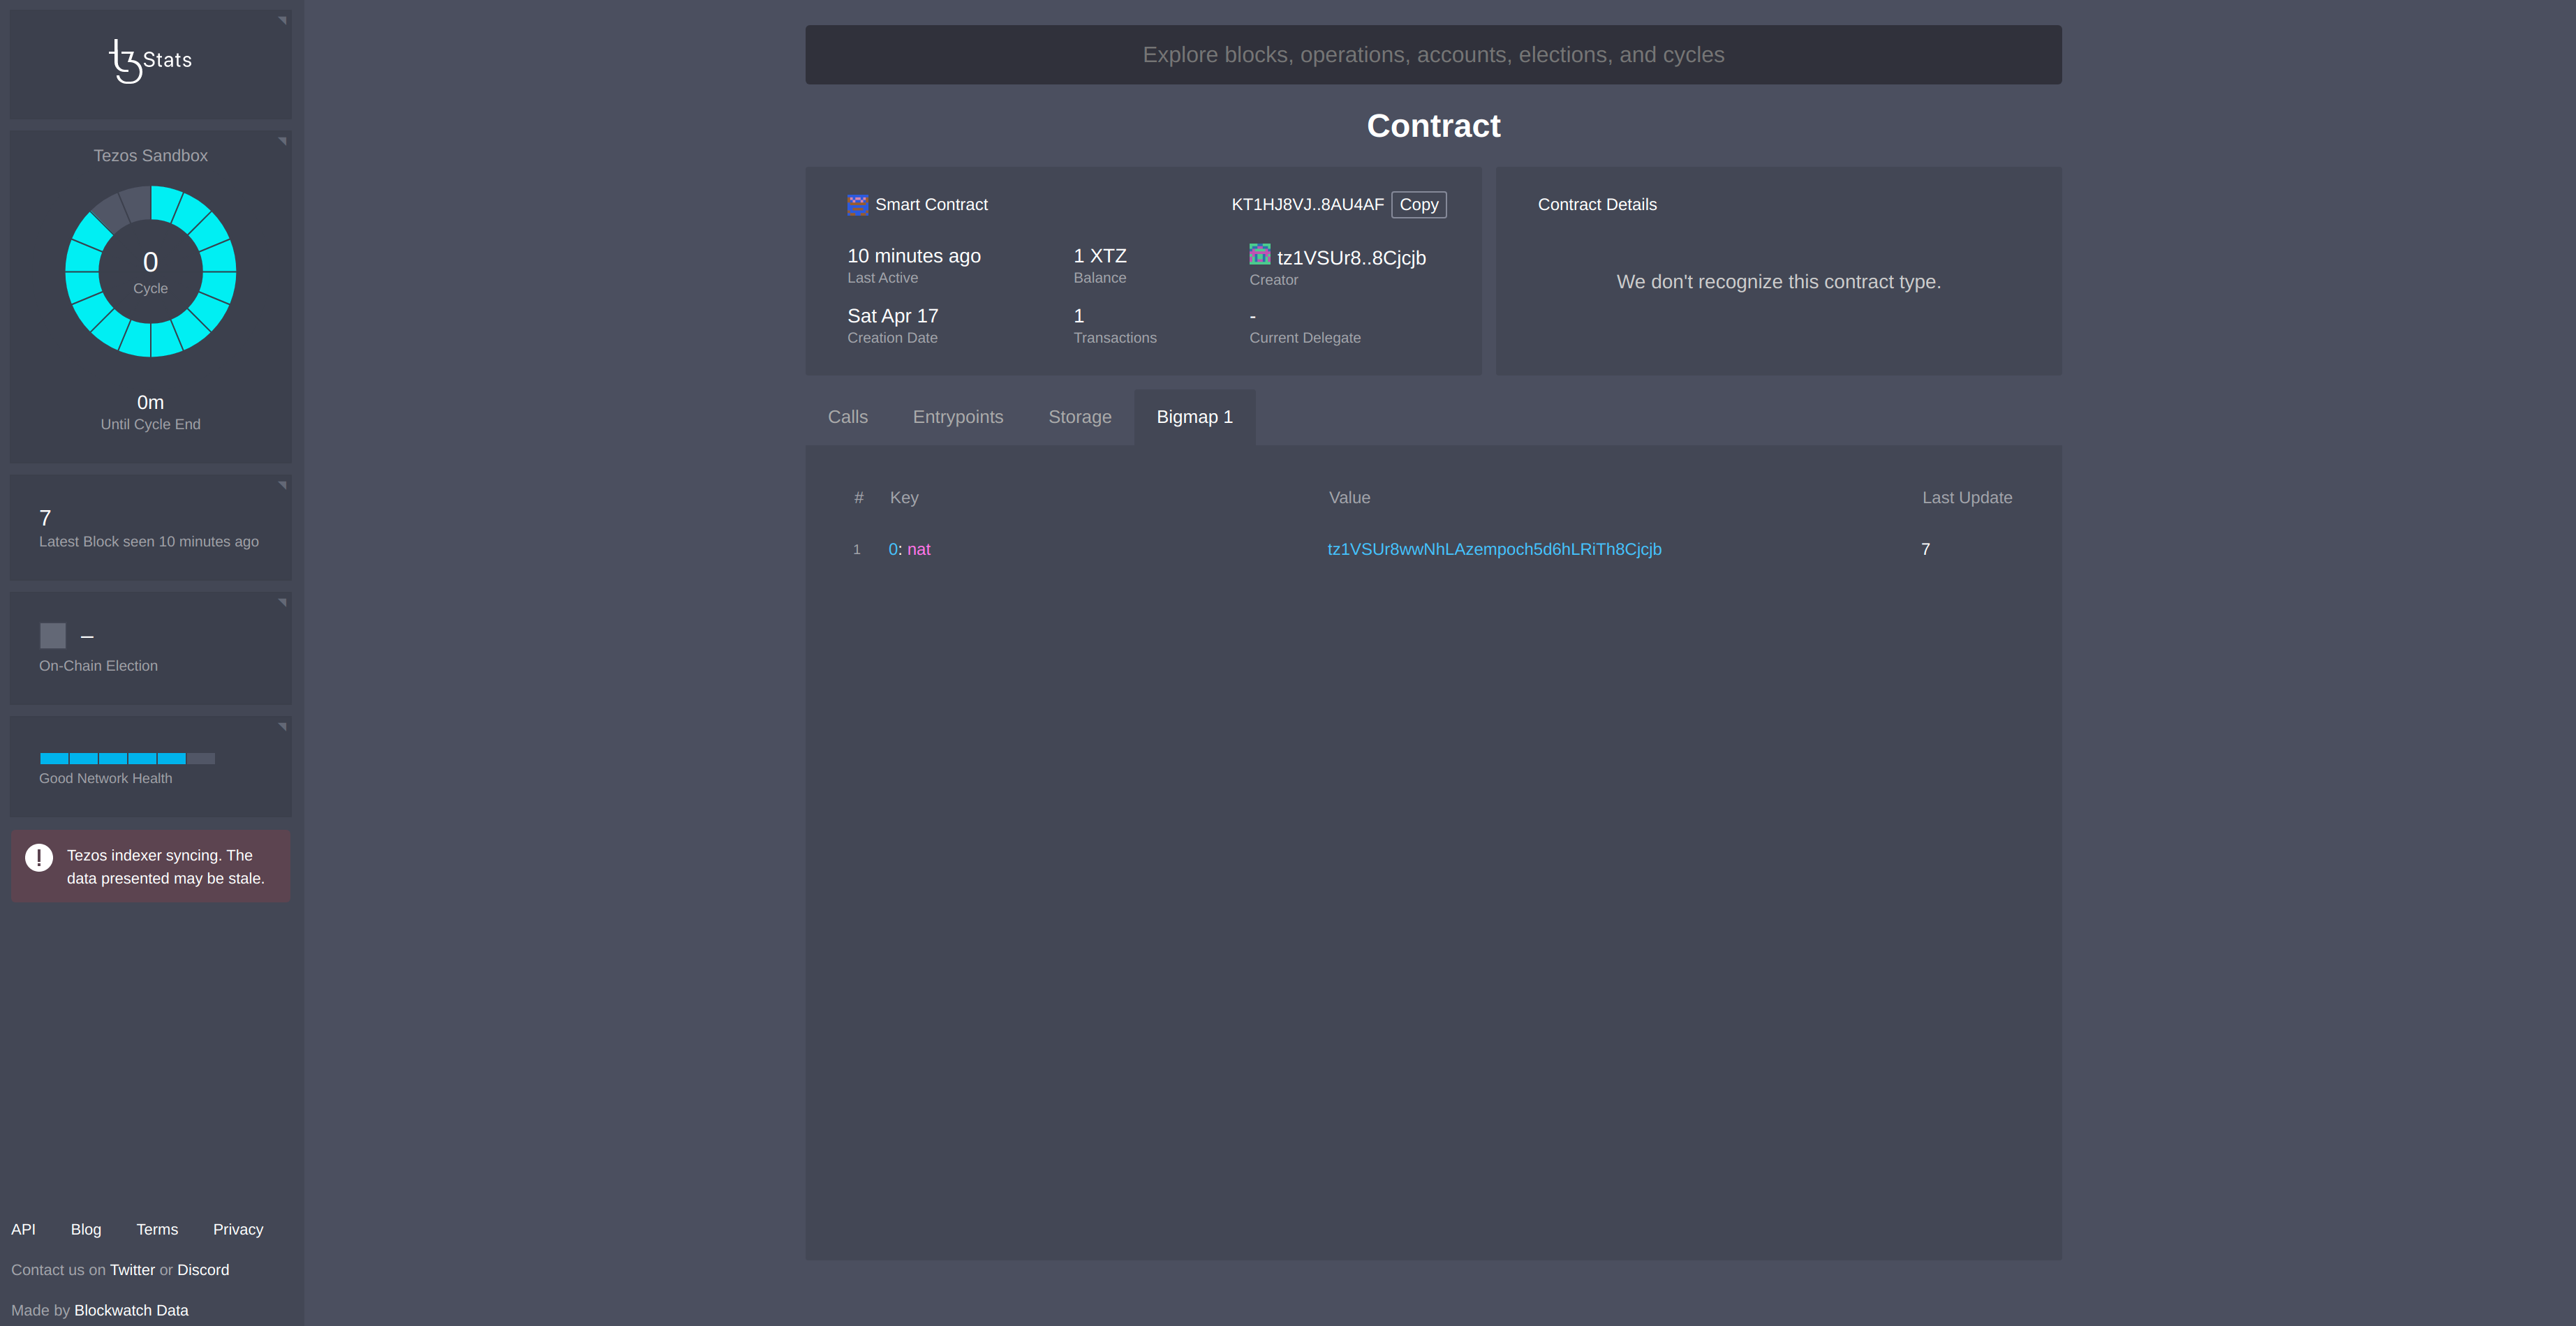 Stats
Tezos Sandbox
0
Cycle
0m
Until Cycle End
7
Latest Block seen 10 minutes ago
–
On-Chain Election
Good Network Health
! Tezos indexer syncing. The
data presented may be stale.
API Blog Terms Privacy
Contact us on Twitter or Discord
Made by Blockwatch Data
Explore blocks, operations, accounts, elections, and cycles
Contract
Smart Contract KT1HJ8VJ..8AU4AF Copy
10 minutes ago 1 XTZ tz1VSUr8..8Cjcjb
Last Active Balance Creator
Sat Apr 17 1 -
Creation Date Transactions Current Delegate
Contract Details
We don't recognize this contract type.
Calls Entrypoints Storage Bigmap 1
# Key Value Last Update
1 0: nat tz1VSUr8wwNhLAzempoch5d6hLRiTh8Cjcjb 7